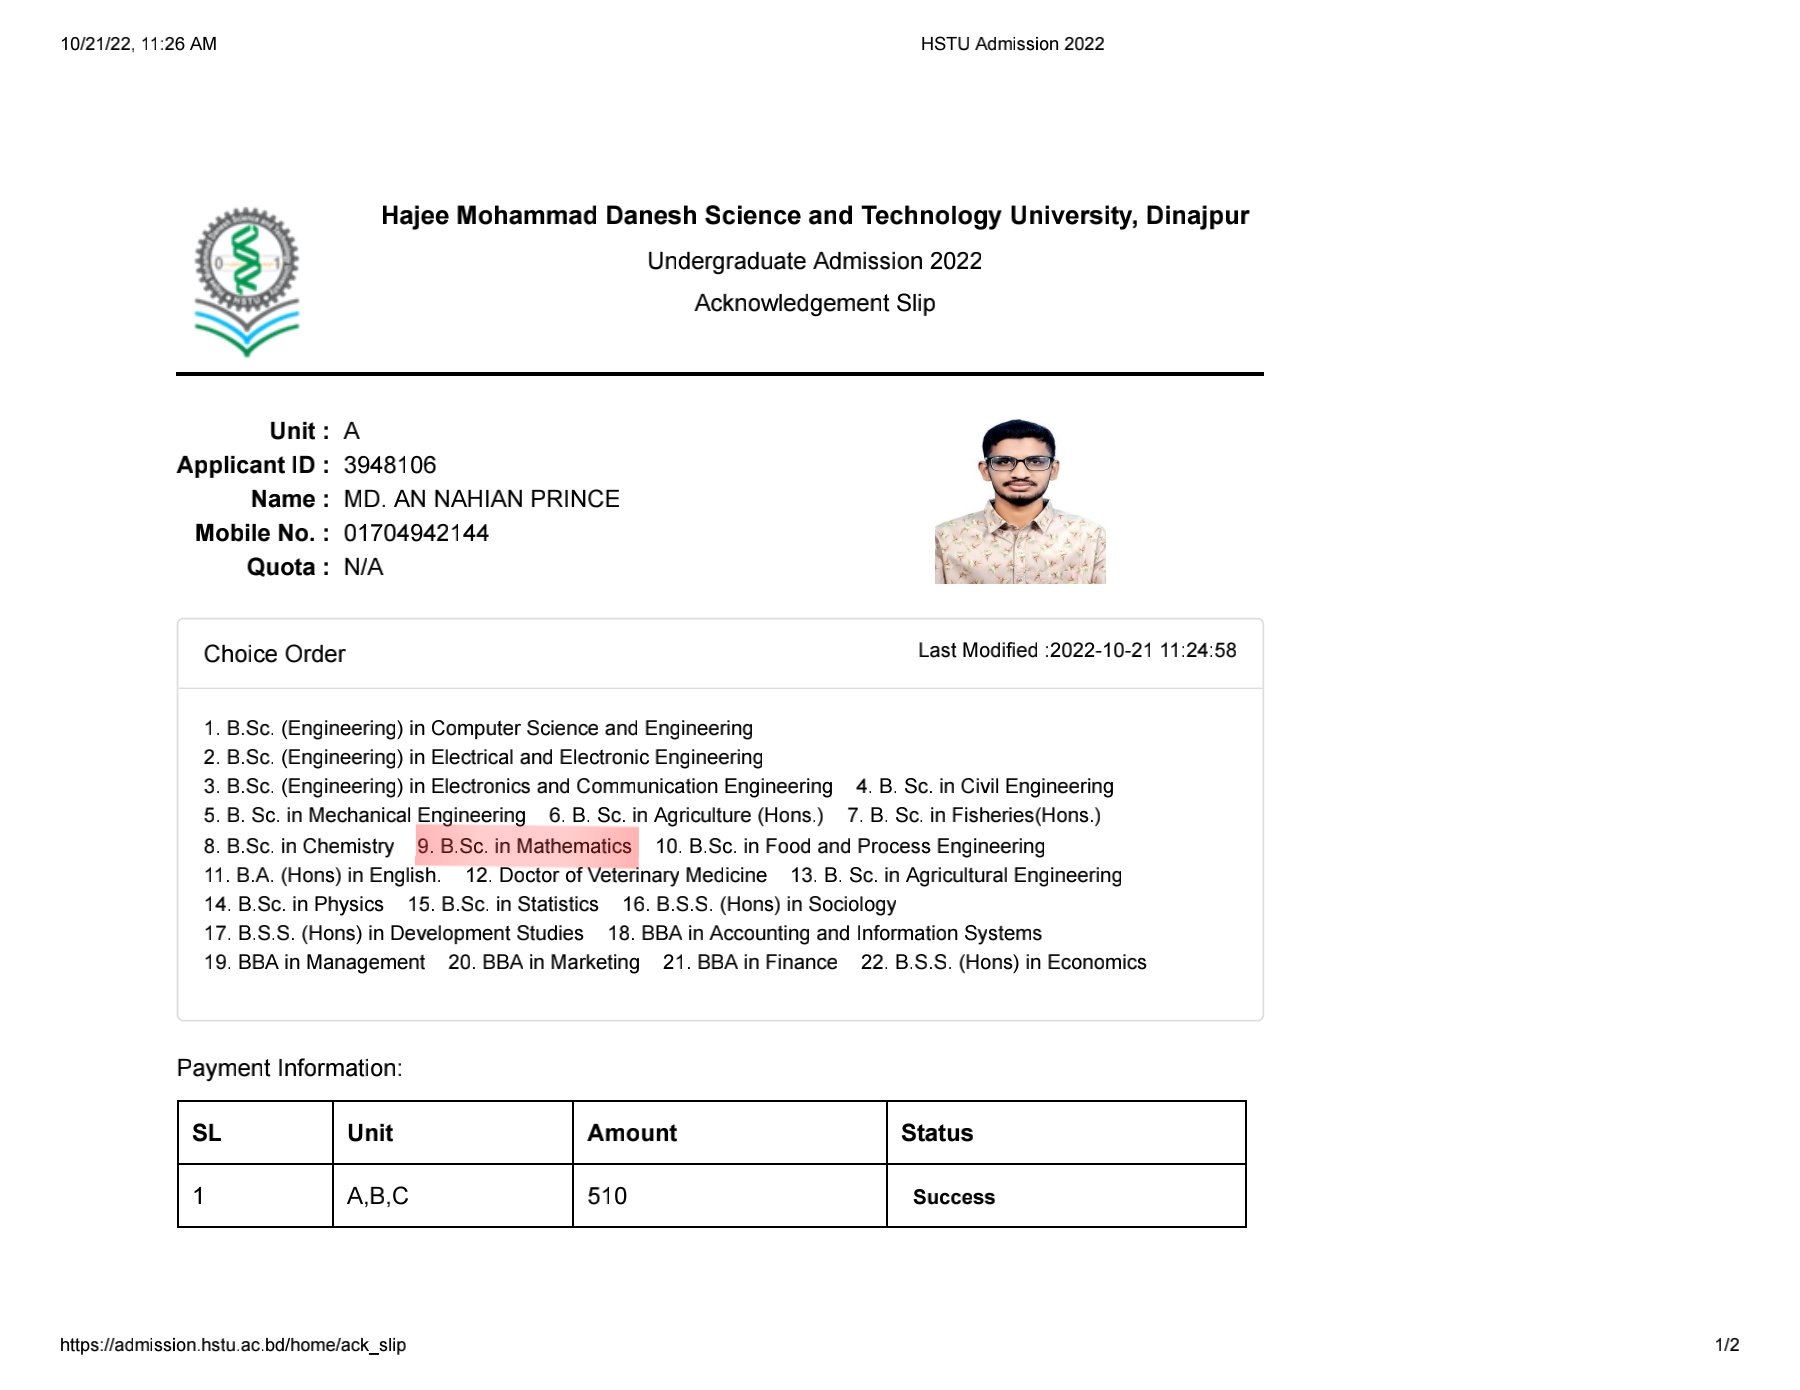 10/21/22, 11:26 AM HSTU Admission 2022
Hajee Mohammad Danesh Science and Technology University, Dinajpur
Undergraduate Admission 2022
Acknowledgement Slip
0 1
HSTU
Unit : A
Applicant ID : 3948106
Name : MD. AN NAHIAN PRINCE
Mobile No. : 01704942144
Quota : N/A
Choice Order Last Modified :2022-10-21 11:24:58
1. B.Sc. (Engineering) in Computer Science and Engineering
2. B.Sc. (Engineering) in Electrical and Electronic Engineering
3. B.Sc. (Engineering) in Electronics and Communication Engineering 4. B. Sc. in Civil Engineering
5. B. Sc. in Mechanical Engineering 6. B. Sc. in Agriculture (Hons.) 7. B. Sc. in Fisheries(Hons.)
8. B.Sc. in Chemistry 9. B.Sc. in Mathematics 10. B.Sc. in Food and Process Engineering
11. B.A. (Hons) in English. 12. Doctor of Veterinary Medicine 13. B. Sc. in Agricultural Engineering
14. B.Sc. in Physics 15. B.Sc. in Statistics 16. B.S.S. (Hons) in Sociology
17. B.S.S. (Hons) in Development Studies 18. BBA in Accounting and Information Systems
19. BBA in Management 20. BBA in Marketing 21. BBA in Finance 22. B.S.S. (Hons) in Economics
Payment Information:
SL Unit Amount Status
1 A,B,C 510 Success
https://admission.hstu.ac.bd/home/ack_slip 1/2